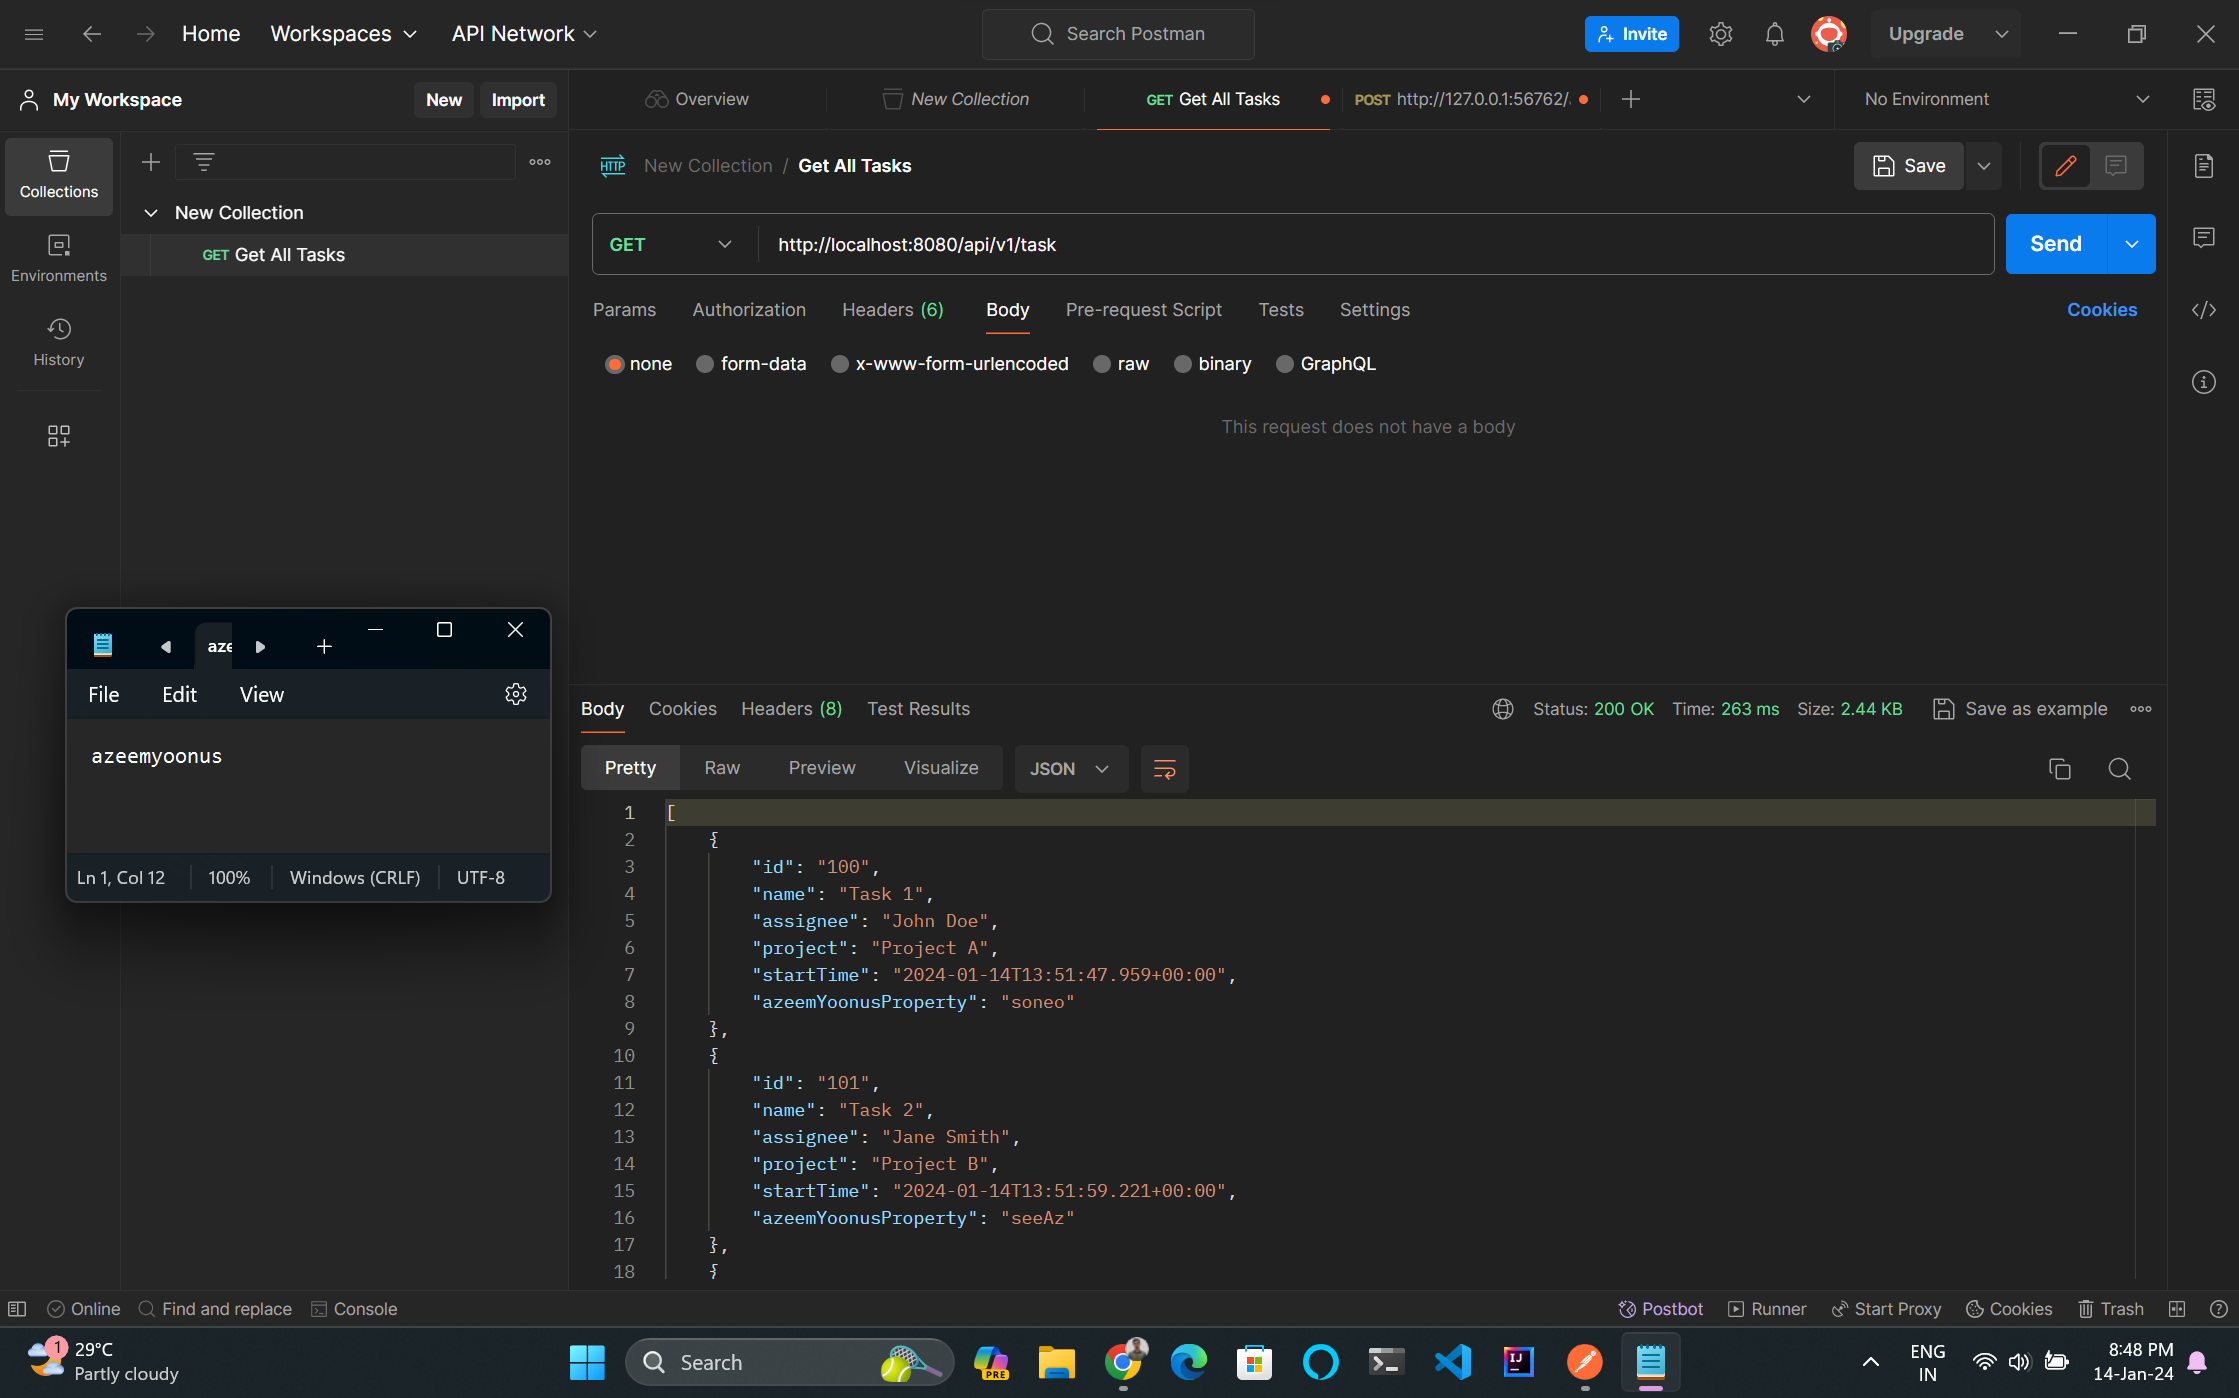 Home Workspaces API Network Search Postman Invite Upgrade
My Workspace New Import Overview New Collection GET Get All Tasks POST http://127.0.0.1:56762/ No Environment
Collections
New Collection / Get All Tasks Save
New Collection
GET Get All Tasks
Environments
History
GET http://localhost:8080/api/v1/task Send
Params Authorization Headers (6) Body Pre-request Script Tests Settings Cookies
none form-data x-www-form-urlencoded raw binary GraphQL
This request does not have a body
aze
File Edit View
azeemyoonus
Ln 1, Col 12 100% Windows (CRLF) UTF-8
Body Cookies Headers (8) Test Results Status: 200 OK Time: 263 ms Size: 2.44 KB Save as example
Pretty Raw Preview Visualize JSON
1 [
2 {
3 "id": "100",
4 "name": "Task 1",
5 "assignee": "John Doe",
6 "project": "Project A",
7 "startTime": "2024-01-14T13:51:47.959+00:00",
8 "azeemYoonusProperty": "soneo"
9 },
10 {
11 "id": "101",
12 "name": "Task 2",
13 "assignee": "Jane Smith",
14 "project": "Project B",
15 "startTime": "2024-01-14T13:51:59.221+00:00",
16 "azeemYoonusProperty": "seeAz"
17 },
18 {
Online Find and replace Console Postbot Runner Start Proxy Cookies Trash
1 29°C
Partly cloudy
Search
PRE
IJ
ENG
IN
8:48 PM
14-Jan-24